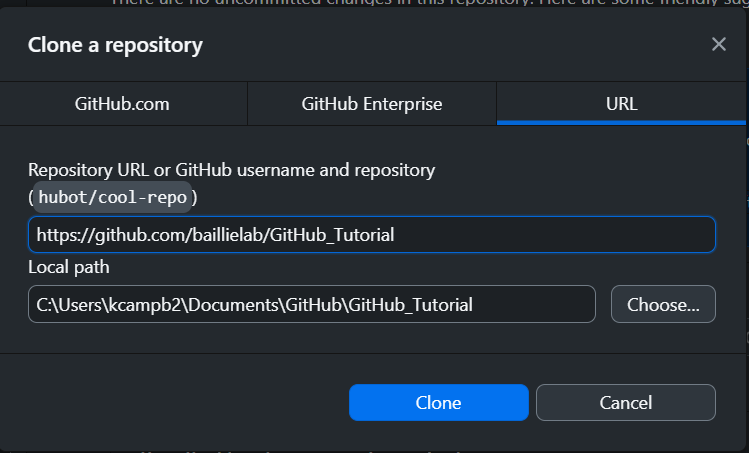 There are no uncommitted changes in this repository. Here are some friendly sug
Clone a repository
GitHub.com
GitHub Enterprise
URL
Repository URL or GitHub username and repository
(hubot/cool-repo)
https://github.com/baillielab/GitHub_Tutorial
Local path
C:\Users\kcampb2\Documents\GitHub\GitHub_Tutorial
Choose...
Clone
Cancel